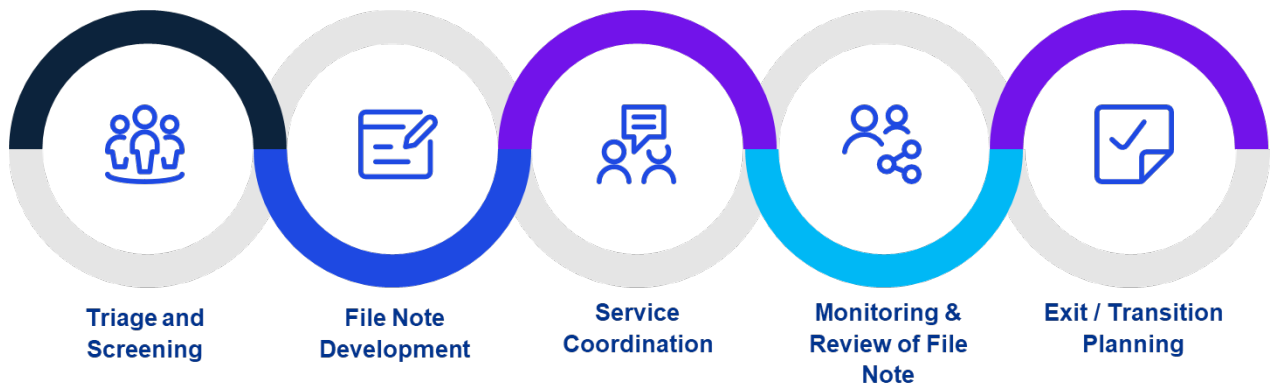 Triage and
Screening
File Note
Development
Service
Coordination
Monitoring &
Review of File
Note
Exit / Transition
Planning